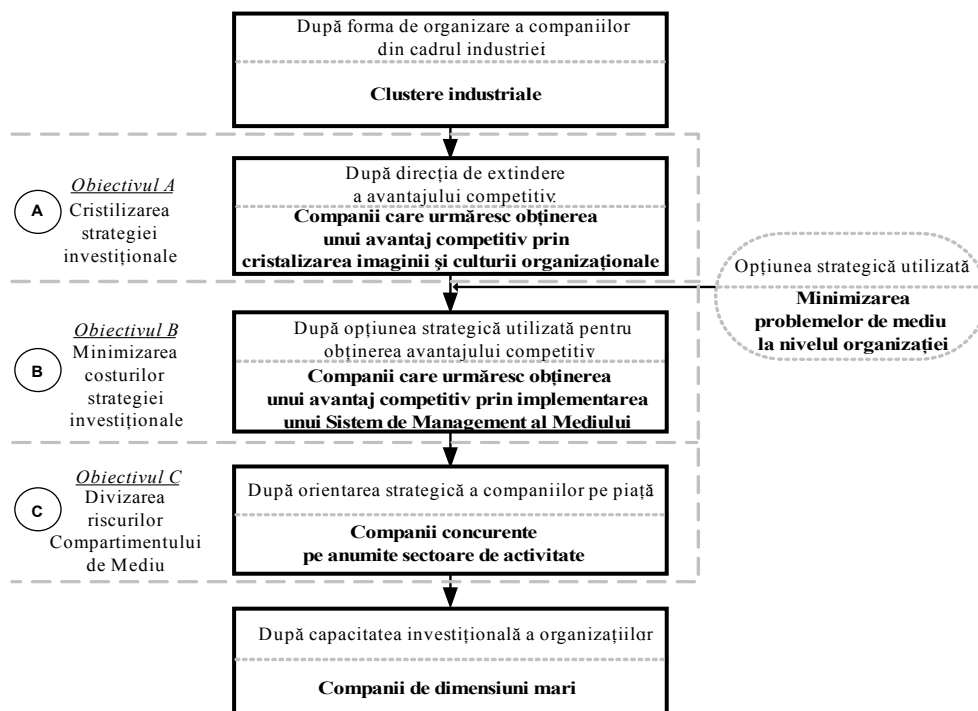 După forma de organizare a companiilor
din cadrul industriei
Clustere industriale
După direcția de extindere
a avantajului competitiv.
Companii care urmăresc obținerea
unui avantaj competitiv prin
cristalizarea imaginii și culturii organizaționale
A
Obiectivul A
Cristilizarea
strategiei
investiționale
Opțiunea strategică utilizată
Minimizarea
problemelor de mediu
la nivelul organizației
B
Obiectivul B
Minimizarea
costurilor
strategiei
investiționale
După opțiunea strategică utilizată pentru
obținerea avantajului competitiv
Companii care urmăresc obținerea
unui avantaj competitiv prin implementarea
unui Sistem de Management al Mediului
C
Obiectivul C
Divizarea
riscurilor
Compartimentului
de Mediu
După orientarea strategică a companiilor pe piață
Companii concurente
pe anumite sectoare de activitate
După capacitatea investițională a organizațiilor
Companii de dimensiuni mari